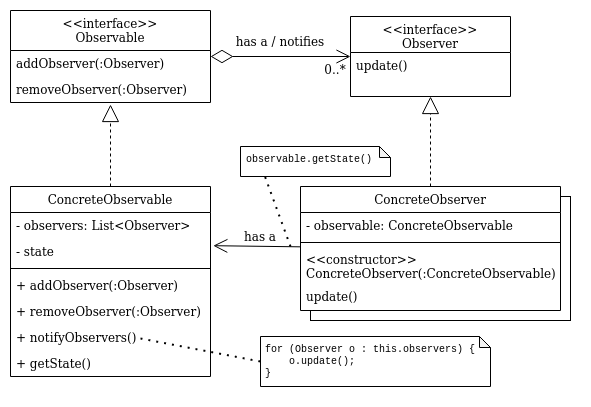 <<interface>>
Observable
addObserver(:Observer)
removeObserver(:Observer)
has a / notifies
0..*
<<interface>>
Observer
update()
observable.getState()
ConcreteObservable
- observers: List<Observer>
- state
+ addObserver(:Observer)
+ removeObserver(:Observer)
+ notifyObservers()
+ getState()
has a
ConcreteObserver
- observable: ConcreteObservable
<<constructor>>
ConcreteObserver(:ConcreteObservable)
update()
for (Observer o : this.observers) {
    o.update();
}